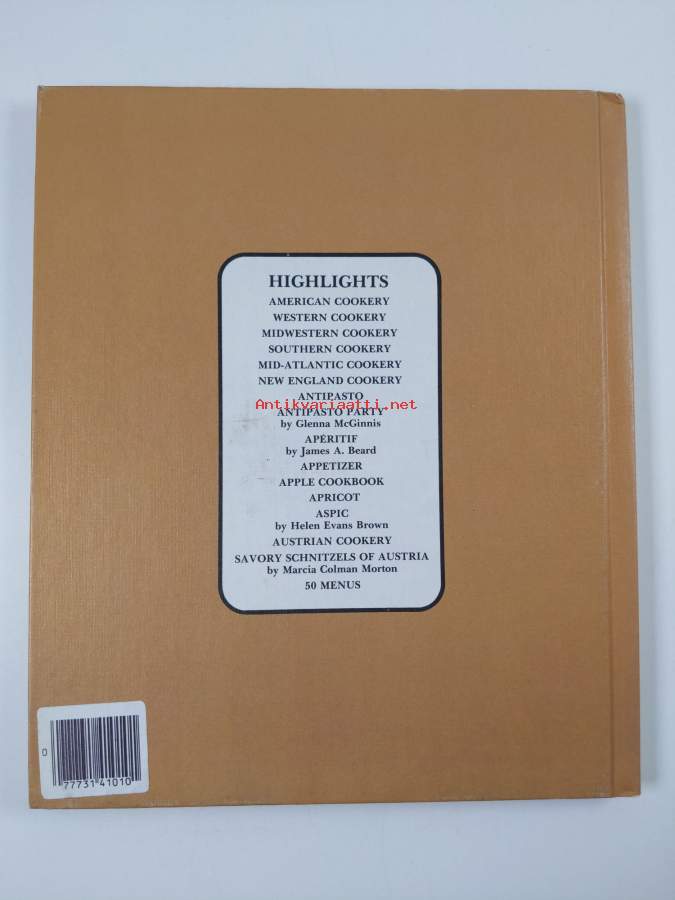 HIGHLIGHTS
AMERICAN COOKERY
WESTERN COOKERY
MIDWESTERN COOKERY
SOUTHERN COOKERY
MID-ATLANTIC COOKERY
NEW ENGLAND COOKERY
ANTIPASTO
Antikvariaatti.net
ANTIPASTO PARTY
by Glenna McGinnis
APÉRITIF
by James A. Beard
APPETIZER
APPLE COOKBOOK
APRICOT
ASPIC
by Helen Evans Brown
AUSTRIAN COOKERY
SAVORY SCHNITZELS OF AUSTRIA
by Marcia Colman Morton
50 MENUS
0
77731 41010